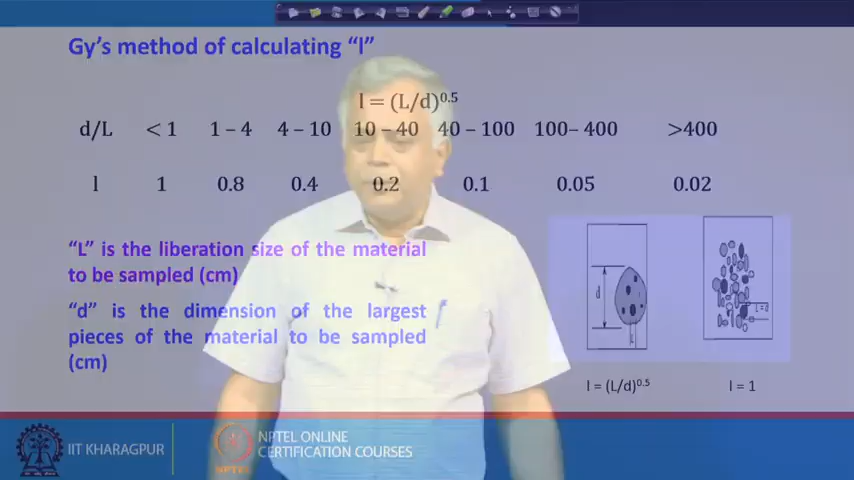 Gy's method of calculating "l"
l = (L/d)0.5
d/L < 1 1 – 4 4 – 10 10 – 40 40 – 100 100– 400 >400
l 1 0.8 0.4 0.2 0.1 0.05 0.02
"L" is the liberation size of the material
to be sampled (cm)
"d" is the dimension of the largest
pieces of the material to be sampled
(cm)
d
L
L = d
l = (L/d)0.5
l = 1
IIT KHARAGPUR
NPTEL
NPTEL ONLINE
CERTIFICATION COURSES